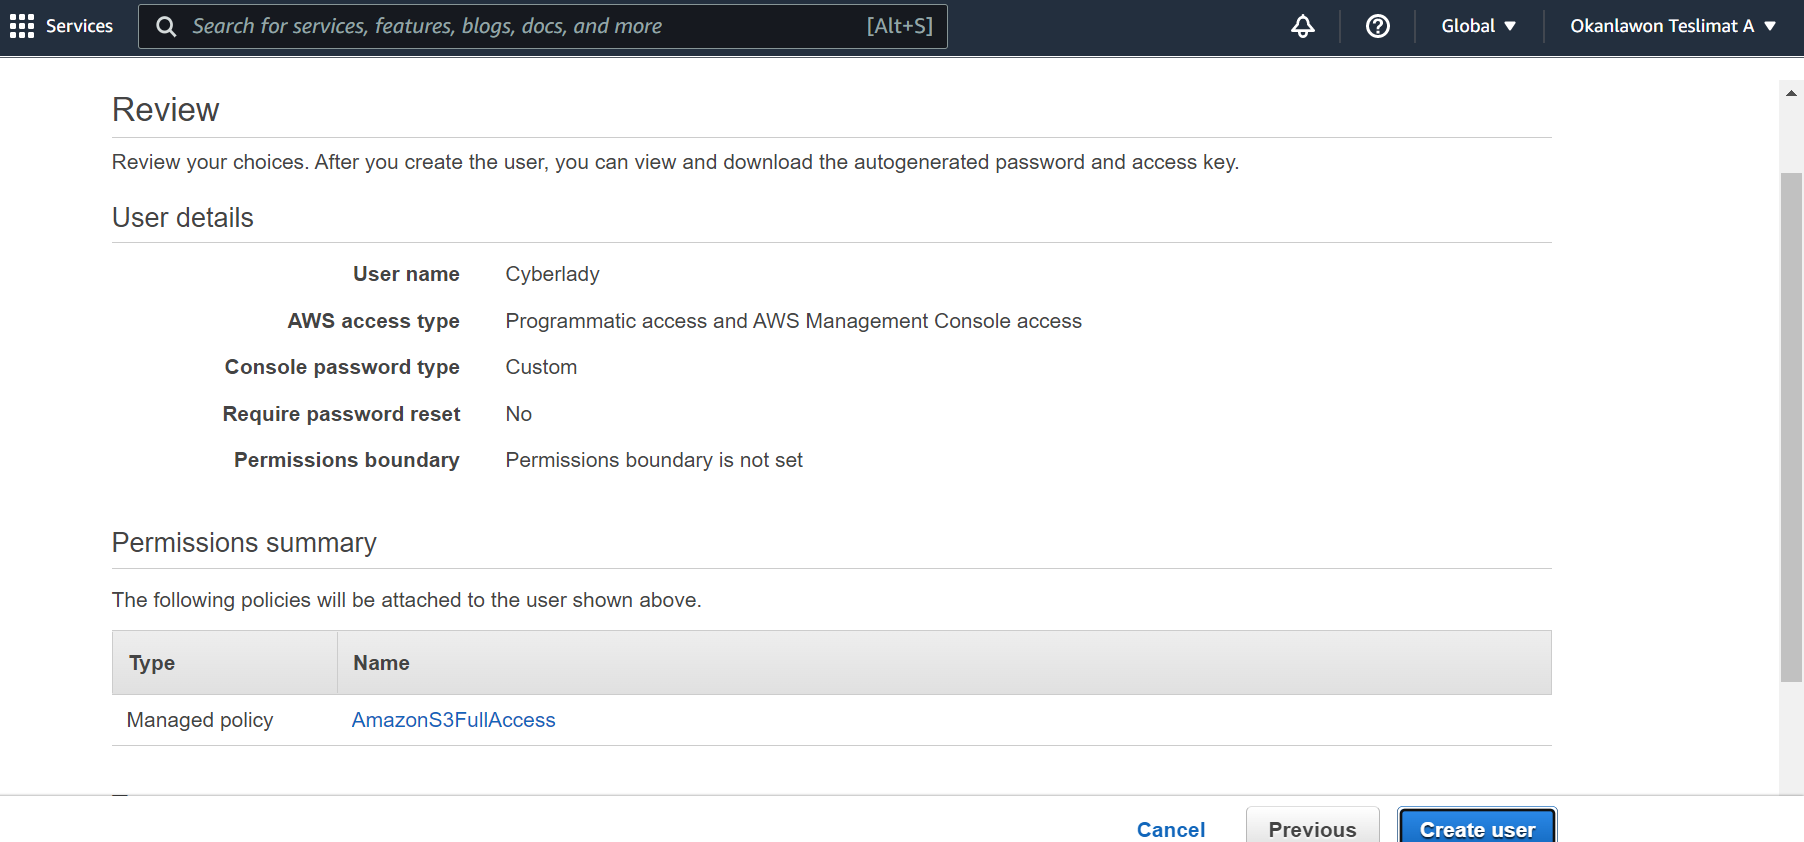 Services Search for services, features, blogs, docs, and more [Alt+S] Global Okanlawon Teslimat A
Review
Review your choices. After you create the user, you can view and download the autogenerated password and access key.
User details
User name Cyberlady
AWS access type Programmatic access and AWS Management Console access
Console password type Custom
Require password reset No
Permissions boundary Permissions boundary is not set
Permissions summary
The following policies will be attached to the user shown above.
Type Name
Managed policy AmazonS3FullAccess
Cancel Previous Create user